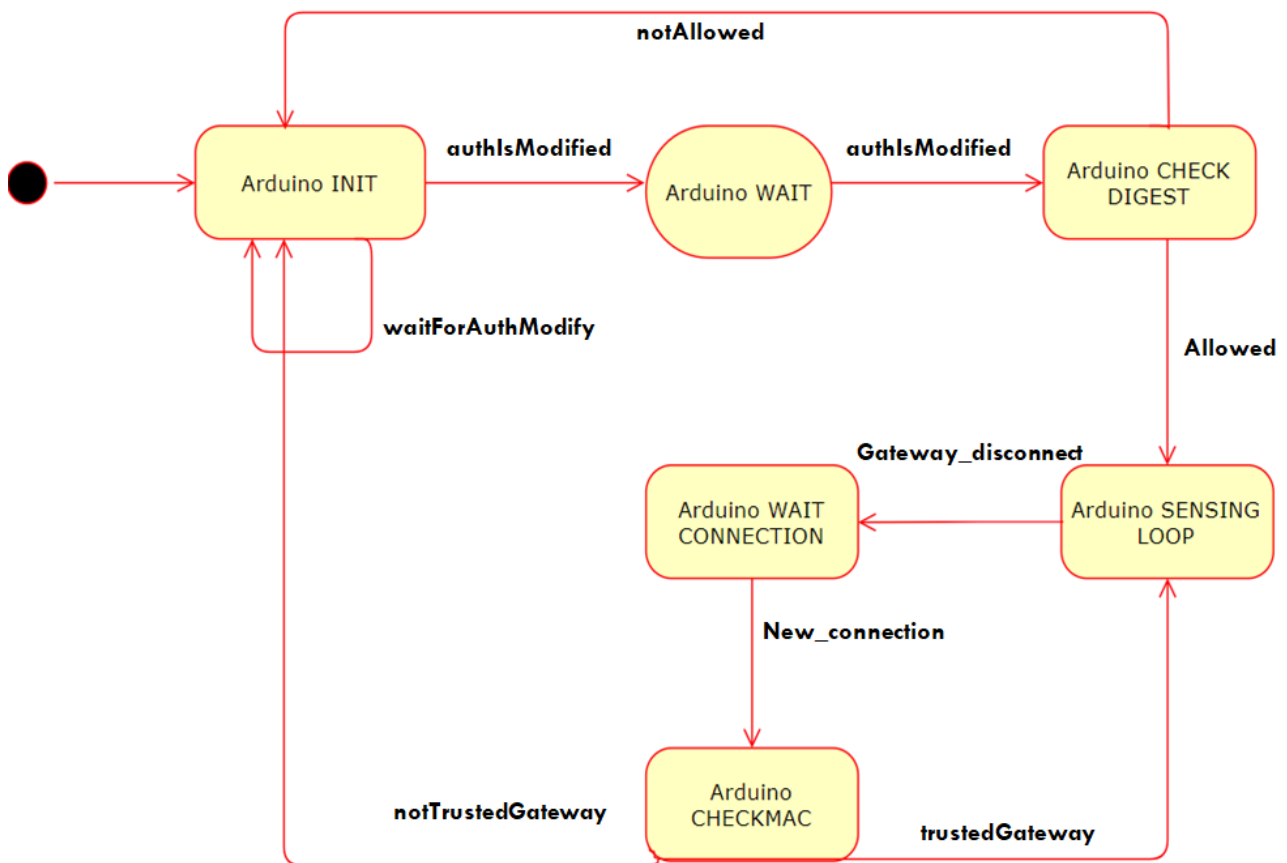 notAllowed
authIsModified
authIsModified
Arduino INIT
Arduino WAIT
Arduino CHECK
DIGEST
waitForAuthModify
Allowed
Gateway_disconnect
Arduino WAIT
CONNECTION
Arduino SENSING
LOOP
New_connection
Arduino
CHECKMAC
notTrustedGateway
trustedGateway